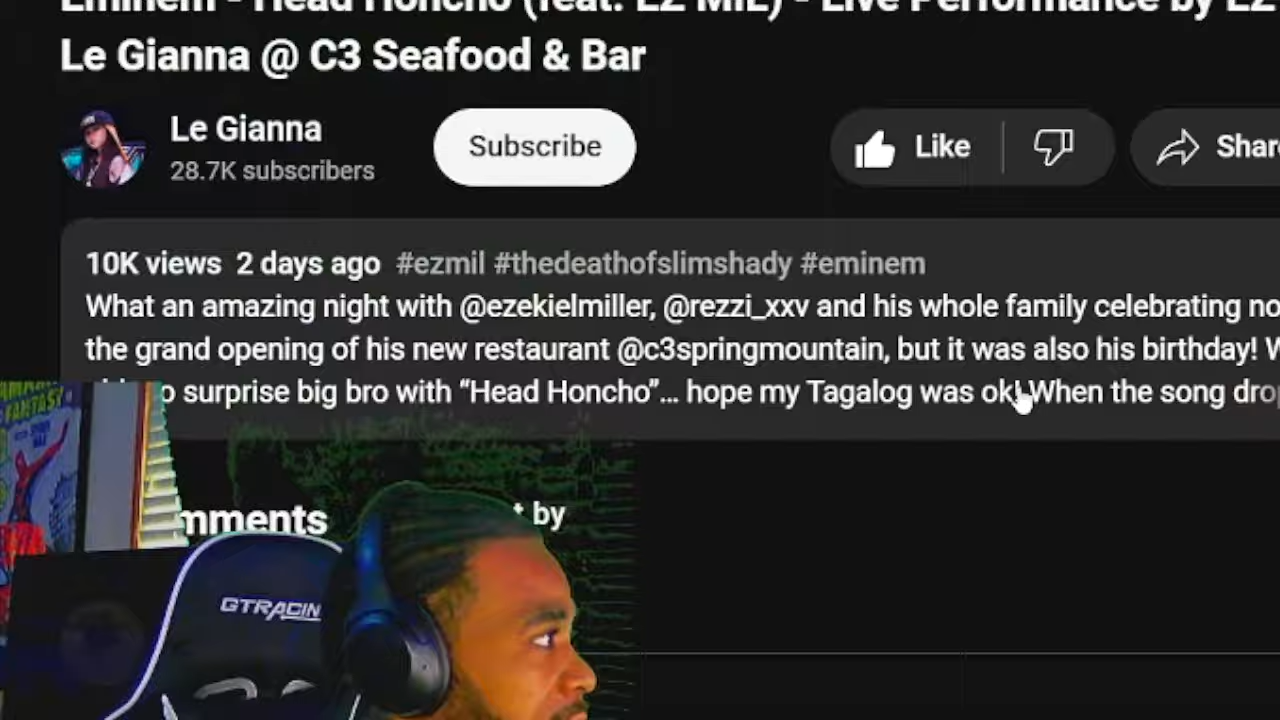 Eminem - Head Honcho (feat. EZ MIL) - Live Performance by EZ
Le Gianna @ C3 Seafood & Bar
Le Gianna
28.7K subscribers
Subscribe
Like
Share
10K views 2 days ago #ezmil #thedeathofslimshady #eminem
What an amazing night with @ezekielmiller, @rezzi_xxv and his whole family celebrating no
the grand opening of his new restaurant @c3springmountain, but it was also his birthday! W
o surprise big bro with “Head Honcho”... hope my Tagalog was ok! When the song drop
FANTASY
mments
t by
GTRACIN